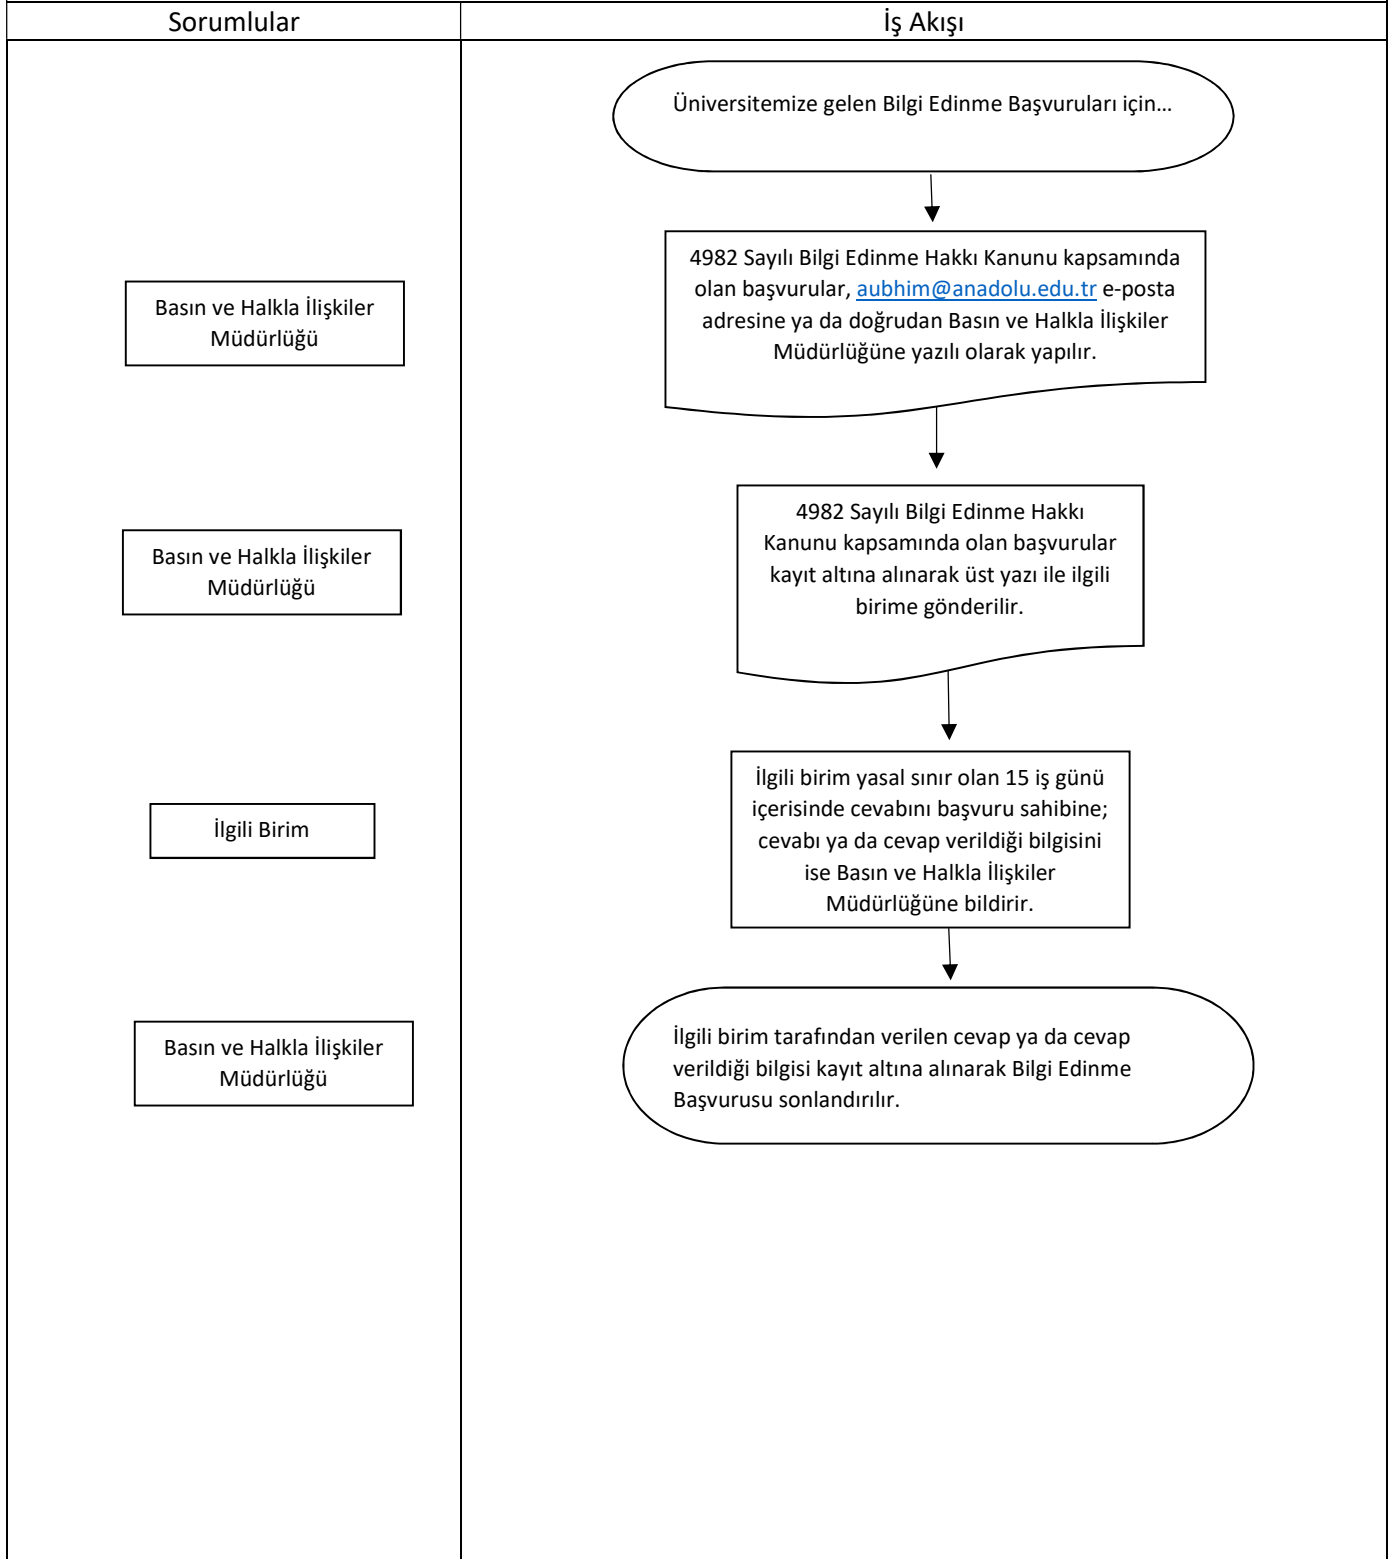 Sorumlular
İş Akışı
Üniversitemize gelen Bilgi Edinme Başvuruları için...
Basın ve Halkla İlişkiler
Müdürlüğü
4982 Sayılı Bilgi Edinme Hakkı Kanunu kapsamında
olan başvurular, aubhim@anadolu.edu.tr e-posta
adresine ya da doğrudan Basın ve Halkla İlişkiler
Müdürlüğüne yazılı olarak yapılır.
Basın ve Halkla İlişkiler
Müdürlüğü
4982 Sayılı Bilgi Edinme Hakkı
Kanunu kapsamında olan başvurular
kayıt altına alınarak üst yazı ile ilgili
birime gönderilir.
İlgili Birim
İlgili birim yasal sınır olan 15 iş günü
içerisinde cevabını başvuru sahibine;
cevabı ya da cevap verildiği bilgisini
ise Basın ve Halkla İlişkiler
Müdürlüğüne bildirir.
Basın ve Halkla İlişkiler
Müdürlüğü
İlgili birim tarafından verilen cevap ya da cevap
verildiği bilgisi kayıt altına alınarak Bilgi Edinme
Başvurusu sonlandırılır.